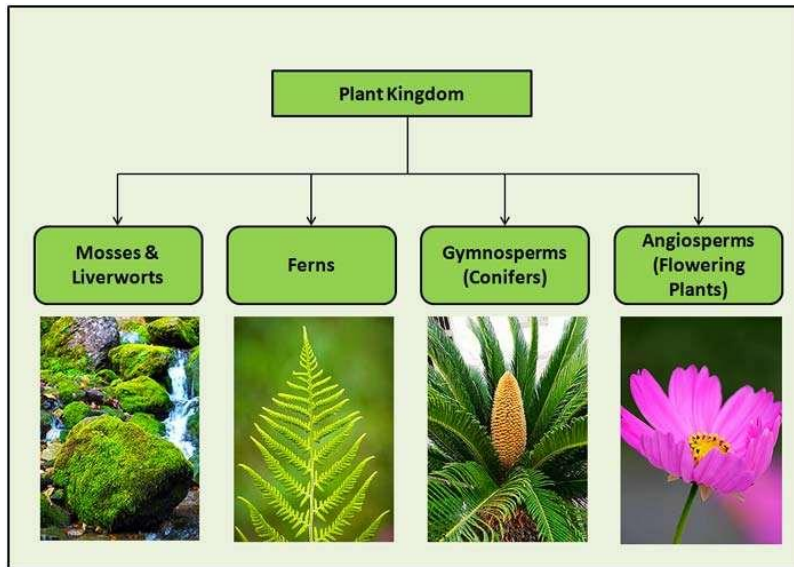 Plant Kingdom
Mosses &
Liverworts
Ferns
Gymnosperms
(Conifers)
Angiosperms
(Flowering
Plants)